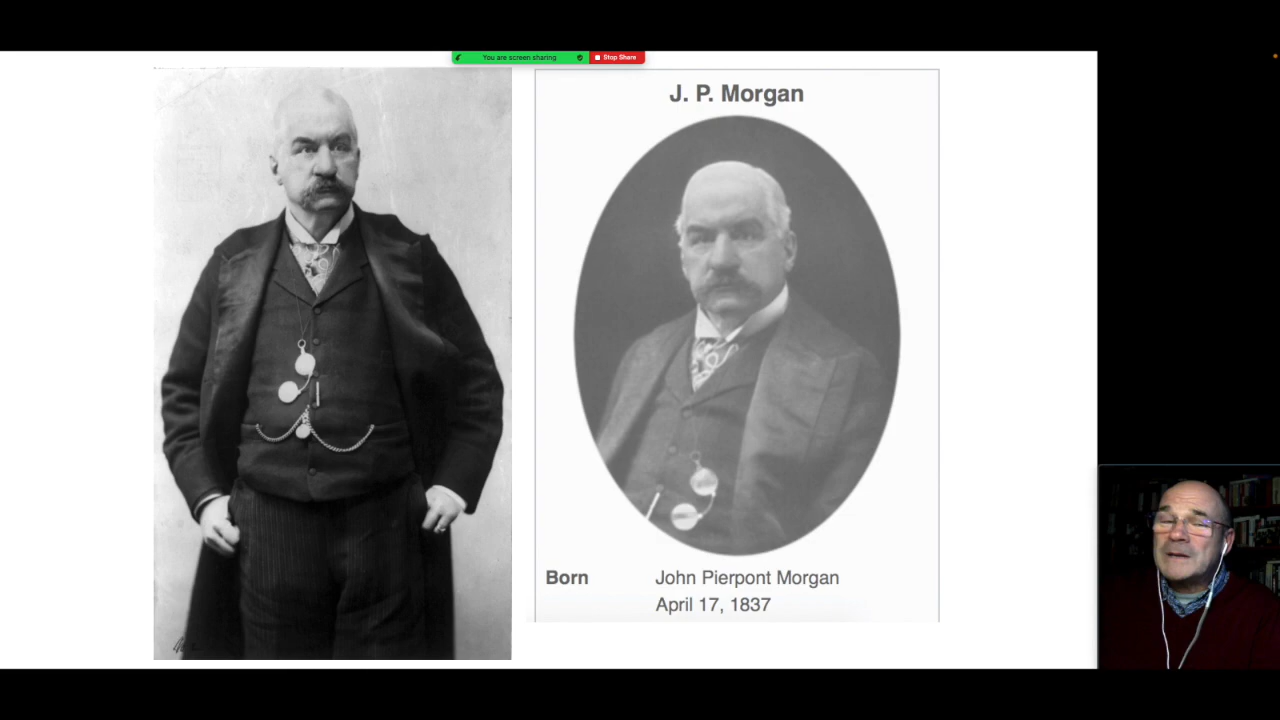 You are screen sharing
Stop Share
J. P. Morgan
Born John Pierpont Morgan
April 17, 1837